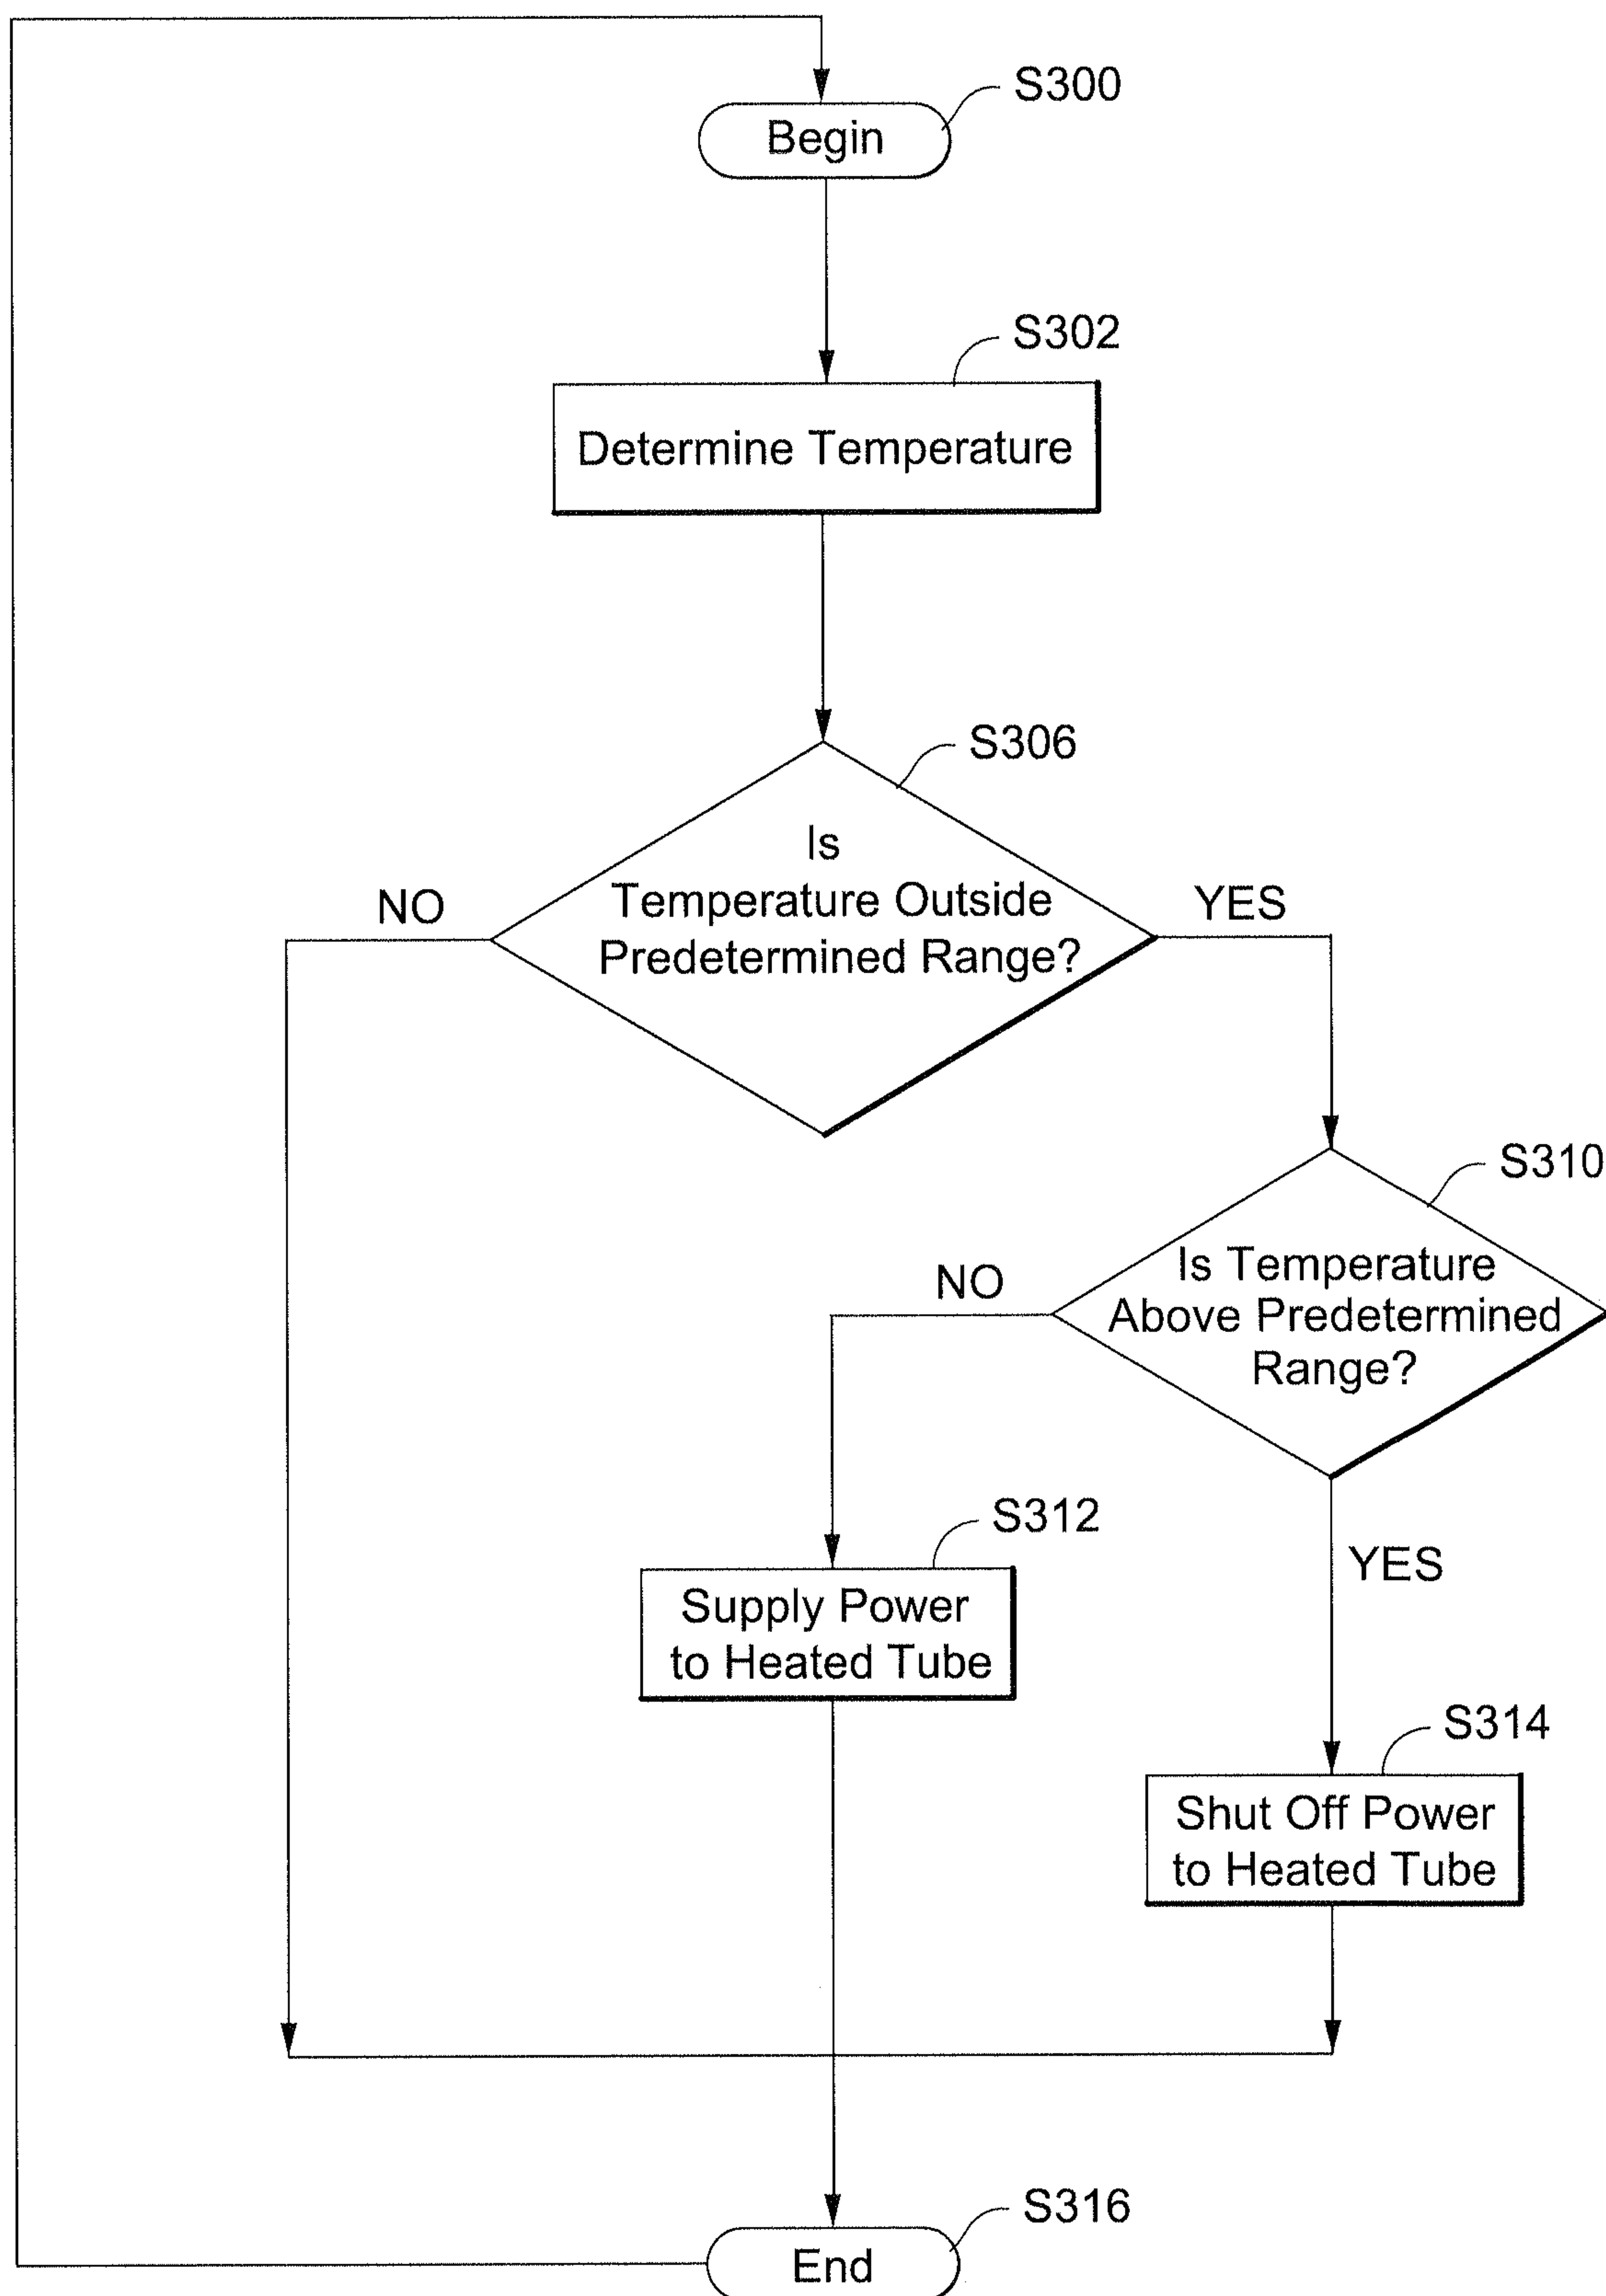 S300
Begin
S302
Determine Temperature
S306
Is
Temperature Outside
Predetermined Range?
NO
YES
S310
Is Temperature
Above Predetermined
Range?
NO
S312
YES
Supply Power
to Heated Tube
S314
Shut Off Power
to Heated Tube
S316
End